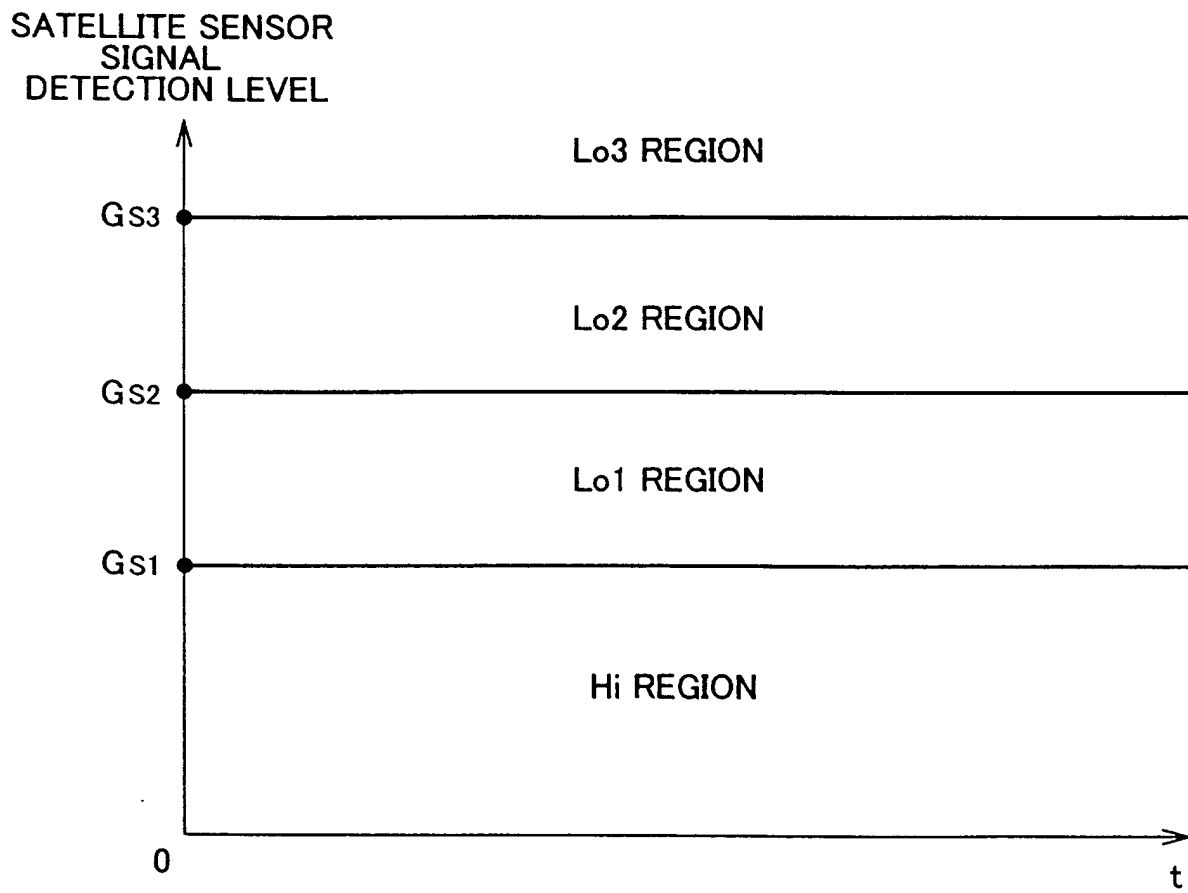 SATELLITE SENSOR
SIGNAL
DETECTION LEVEL
Lo3 REGION
GS3
Lo2 REGION
GS2
Lo1 REGION
GS1
Hi REGION
0
t